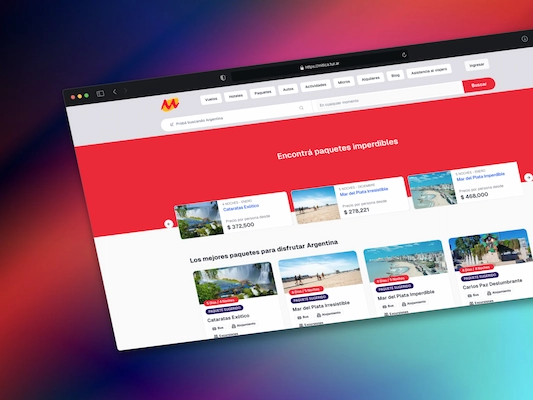 https://mitica.tur.ar
Vuelos
Hoteles
Paquetes
Autos
Actividades
Micros
Alquileres
Blog
Asistencia al viajero
Ingresar
Probá buscando Argentina
En cualquier momento
Buscar
Encontrá paquetes imperdibles
Cataratas Exótico
Precio por persona desde
$ 372,500
Mar del Plata Irresistible
Precio por persona desde
$ 278,221
Mar del Plata Imperdible
Precio por persona desde
$ 468,000
Los mejores paquetes para disfrutar Argentina
PAQUETE SUGERIDO
Cataratas Exótico
Bus
Alojamiento
PAQUETE SUGERIDO
Mar del Plata Irresistible
Bus
Alojamiento
PAQUETE SUGERIDO
Mar del Plata Imperdible
Bus
Alojamiento
PAQUETE SUGERIDO
Carlos Paz Deslumbrante
Bus
Alojamiento